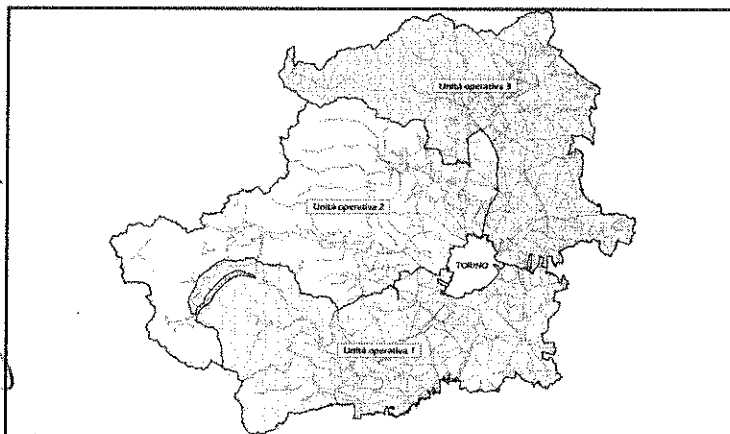 Unità operativa 3
Unità operativa 2
TORINO
Unità operativa 1